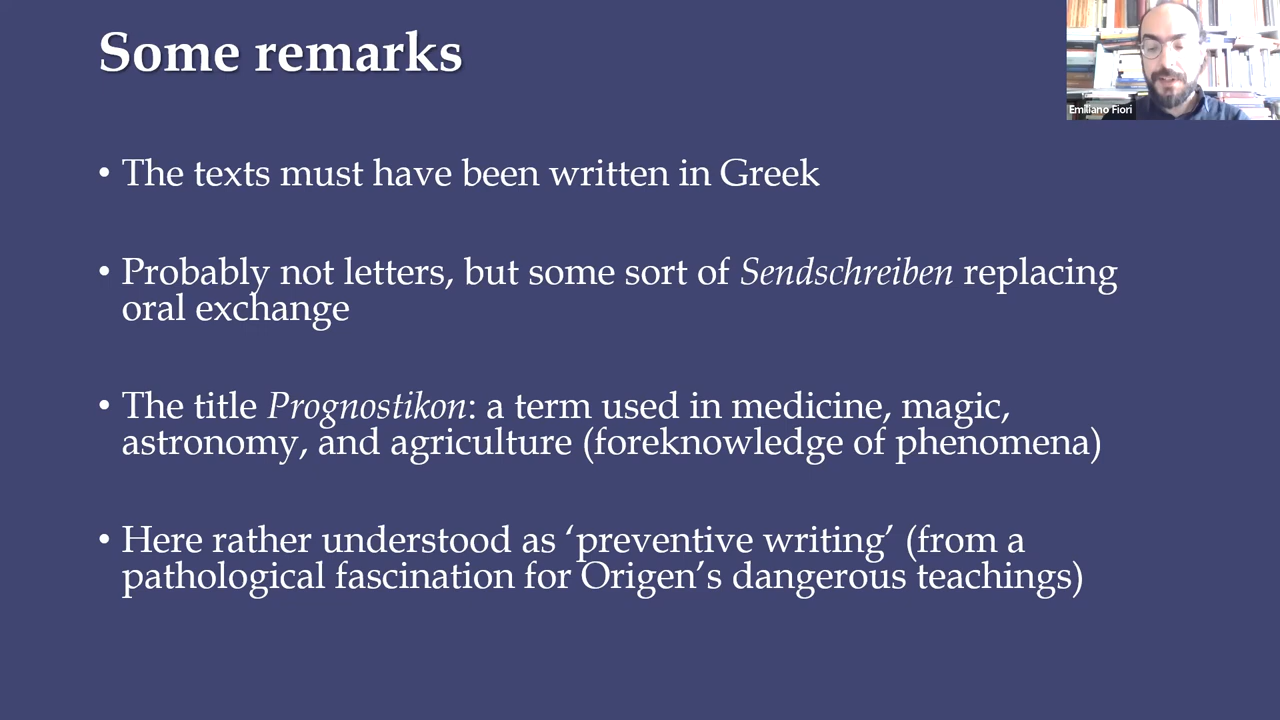 Some remarks
Emiliano Fiori
• The texts must have been written in Greek
• Probably not letters, but some sort of Sendschreiben replacing
oral exchange
• The title Prognostikon: a term used in medicine, magic,
astronomy, and agriculture (foreknowledge of phenomena)
• Here rather understood as ‘preventive writing’ (from a
pathological fascination for Origen’s dangerous teachings)